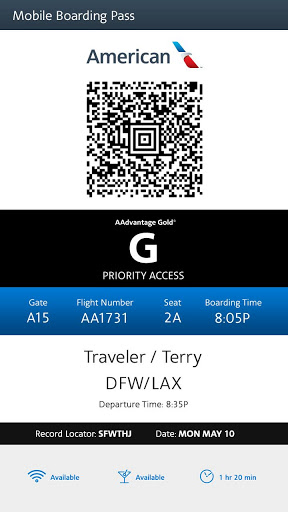 Mobile Boarding Pass
American
AAdvantage Gold®
G
PRIORITY ACCESS
Gate Flight Number Seat Boarding Time
A15 AA1731 2A 8:05P
Traveler / Terry
DFW/LAX
Departure Time: 8:35P
Record Locator: SFWTHJ Date: MON MAY 10
Available Available 1 hr 20 min